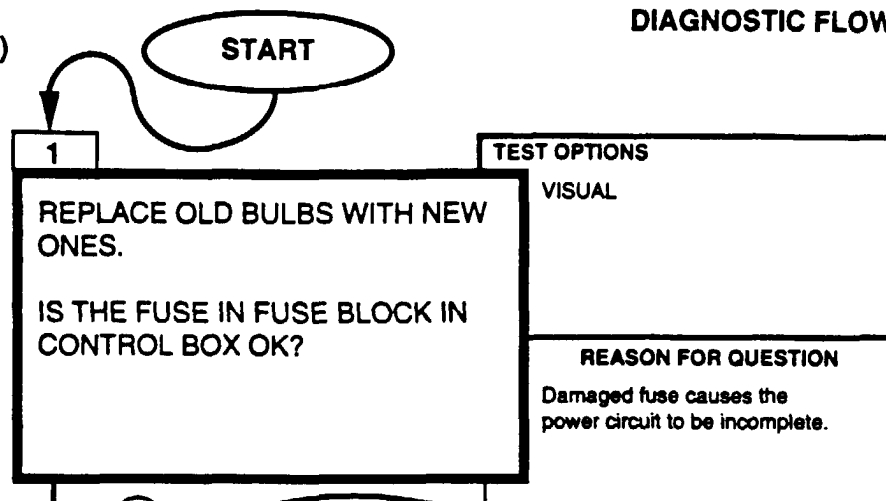 )
DIAGNOSTIC FLOW
START
1
TEST OPTIONS
VISUAL
REPLACE OLD BULBS WITH NEW
ONES.
IS THE FUSE IN FUSE BLOCK IN
CONTROL BOX OK?
REASON FOR QUESTION
Damaged fuse causes the
power circuit to be incomplete.